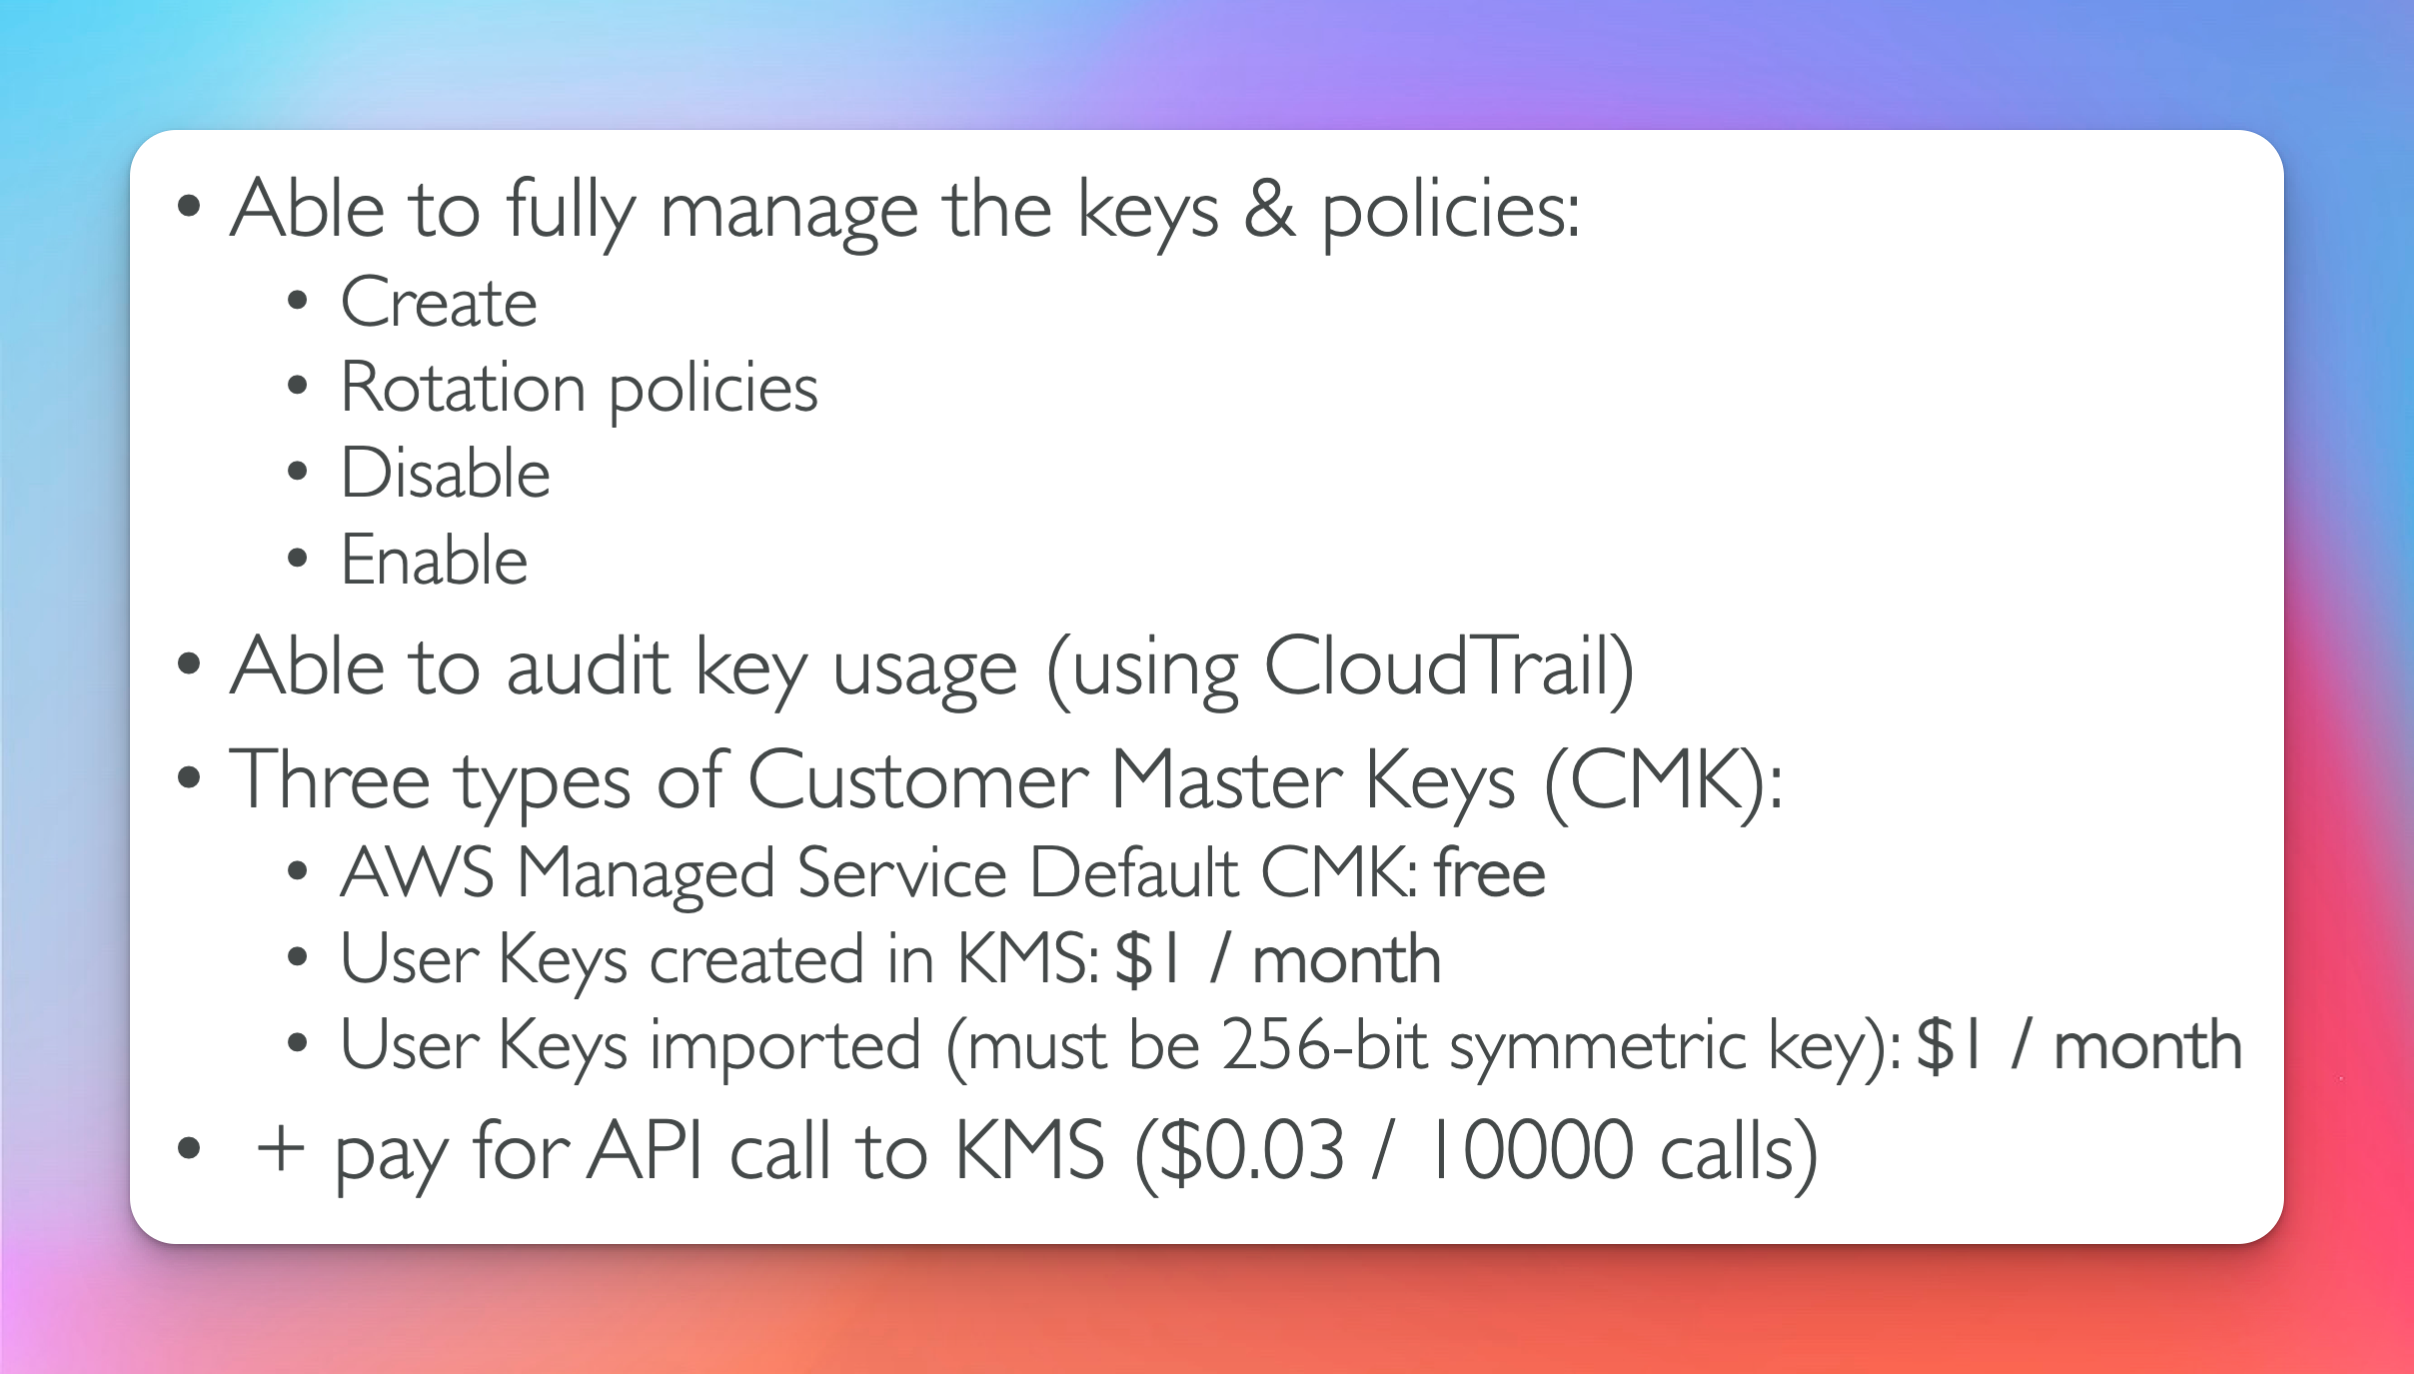 • Able to fully manage the keys & policies:
• Create
• Rotation policies
• Disable
• Enable
• Able to audit key usage (using CloudTrail)
• Three types of Customer Master Keys (CMK):
• AWS Managed Service Default CMK: free
• User Keys created in KMS: $1 / month
• User Keys imported (must be 256-bit symmetric key): $1 / month
• + pay for API call to KMS ($0.03 / 10000 calls)